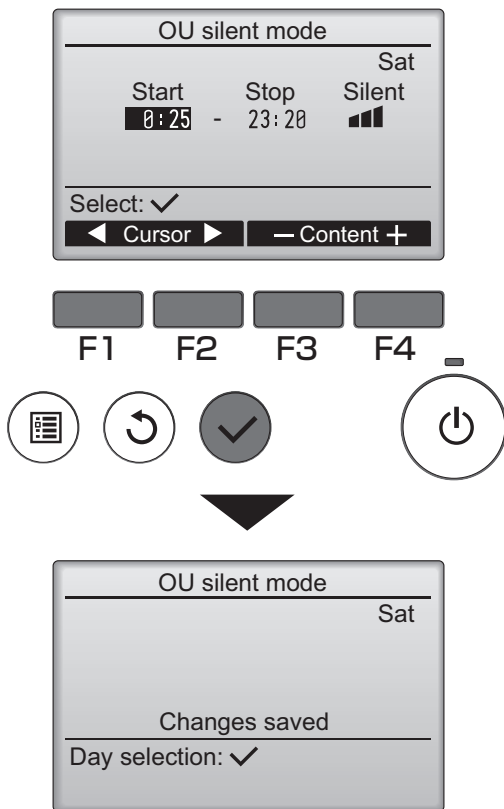 OU silent mode
Sat
Start Stop Silent
0:25 - 23:20
Select: ✓
◀ Cursor ▶ — Content +
F1 F2 F3 F4
OU silent mode
Sat
Changes saved
Day selection: ✓